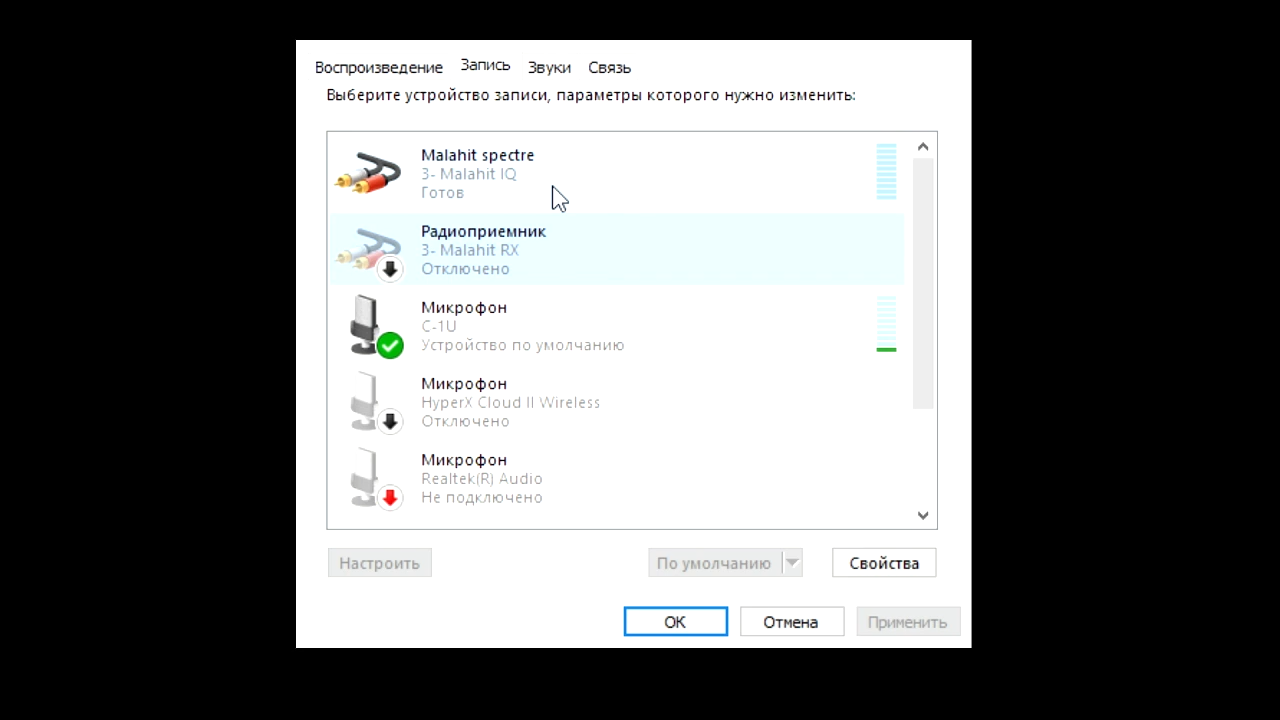 Воспроизведение Запись Звуки Связь
Выберите устройство записи, параметры которого нужно изменить:
Malahit spectre
3- Malahit IQ
Готов
Радиоприемник
3- Malahit RX
Отключено
Микрофон
C-1U
Устройство по умолчанию
Микрофон
HyperX Cloud II Wireless
Отключено
Микрофон
Realtek(R) Audio
Не подключено
Настроить По умолчанию Свойства
ОК Отмена Применить